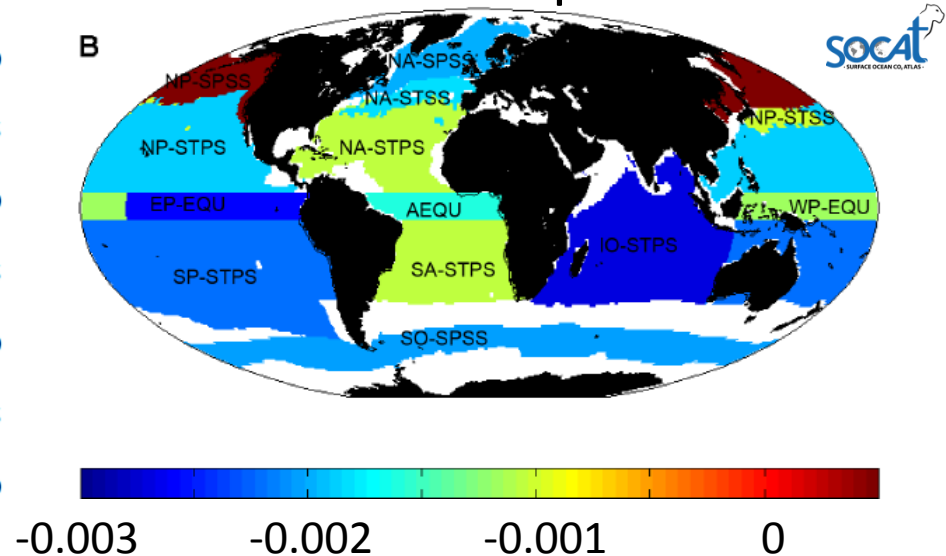 B
SOCAT
- SURFACE OCEAN CO₂ ATLAS -
NP-SPSS
NA-SPSS
NA-STSS
NP-STSS
NP-STPS
NA-STPS
EP-EQU
AEQU
WP-EQU
IO-STPS
SP-STPS
SA-STPS
SO-SPSS
-0.003
-0.002
-0.001
0